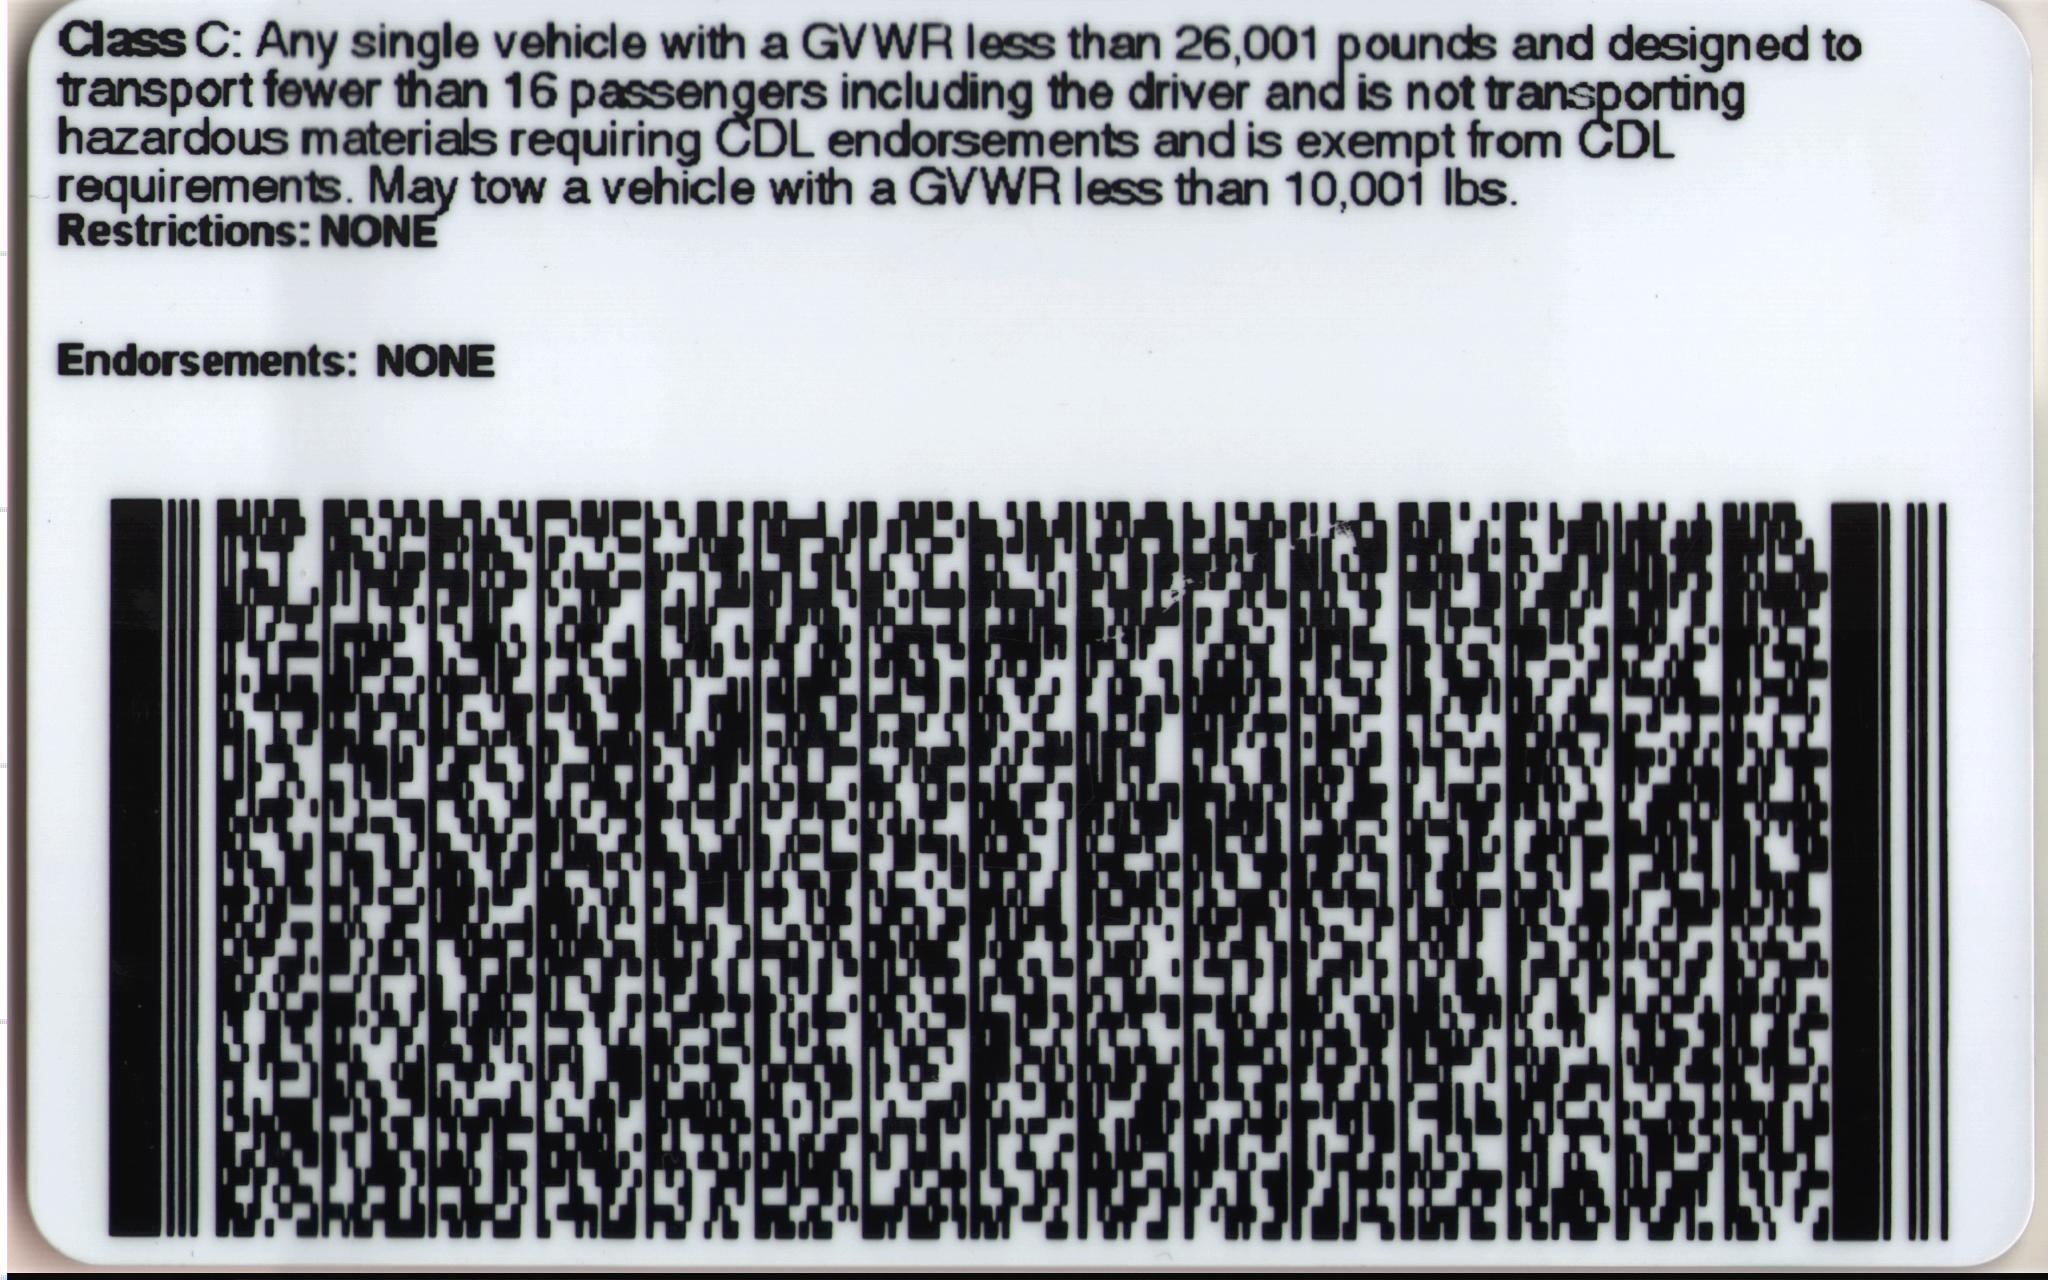 Class C: Any single vehicle with a GVWR less than 26,001 pounds and designed to
transport fewer than 16 passengers including the driver and is not transporting
hazardous materials requiring CDL endorsements and is exempt from CDL
requirements. May tow a vehicle with a GVWR less than 10,001 lbs.
Restrictions: NONE
Endorsements: NONE